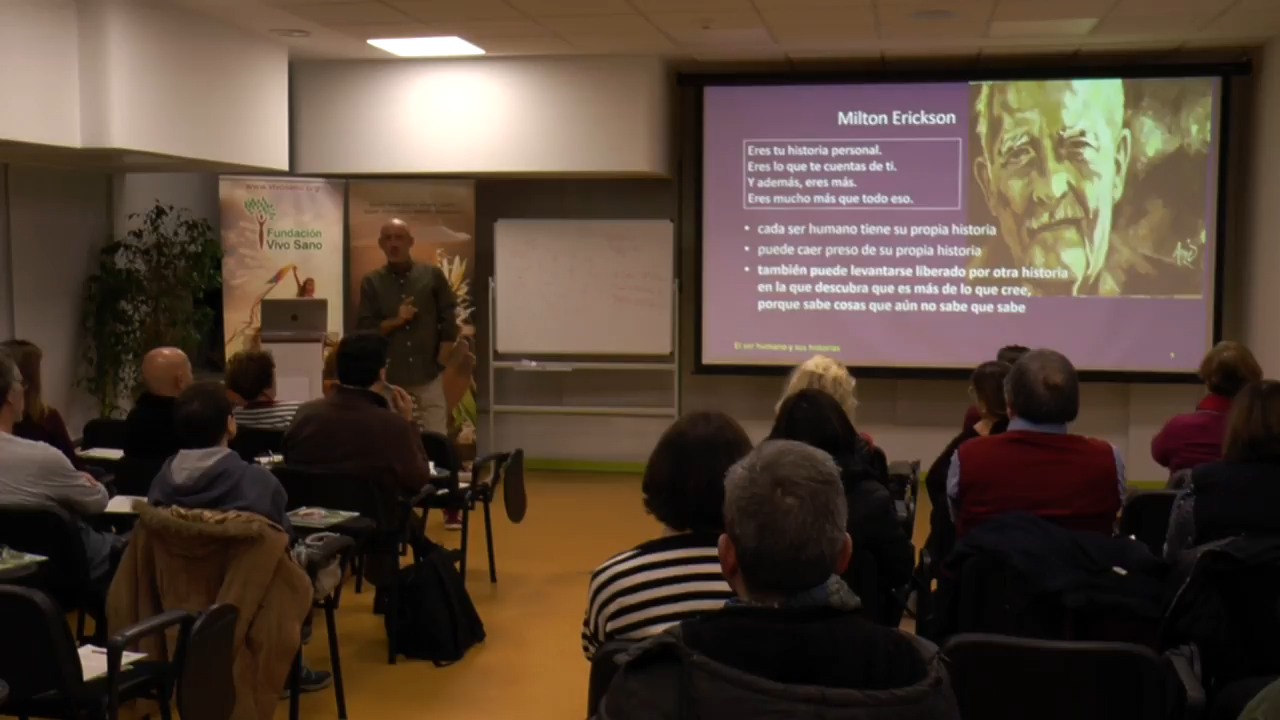 www.vivosano.org
Fundación
Vivo Sano
Milton Erickson
Eres tu historia personal.
Eres lo que te cuentas de ti.
Y además, eres más.
Eres mucho más que todo eso.
• cada ser humano tiene su propia historia
• puede caer preso de su propia historia
• también puede levantarse liberado por otra historia
en la que descubra que es más de lo que cree,
porque sabe cosas que aún no sabe que sabe
El ser humano y sus historias